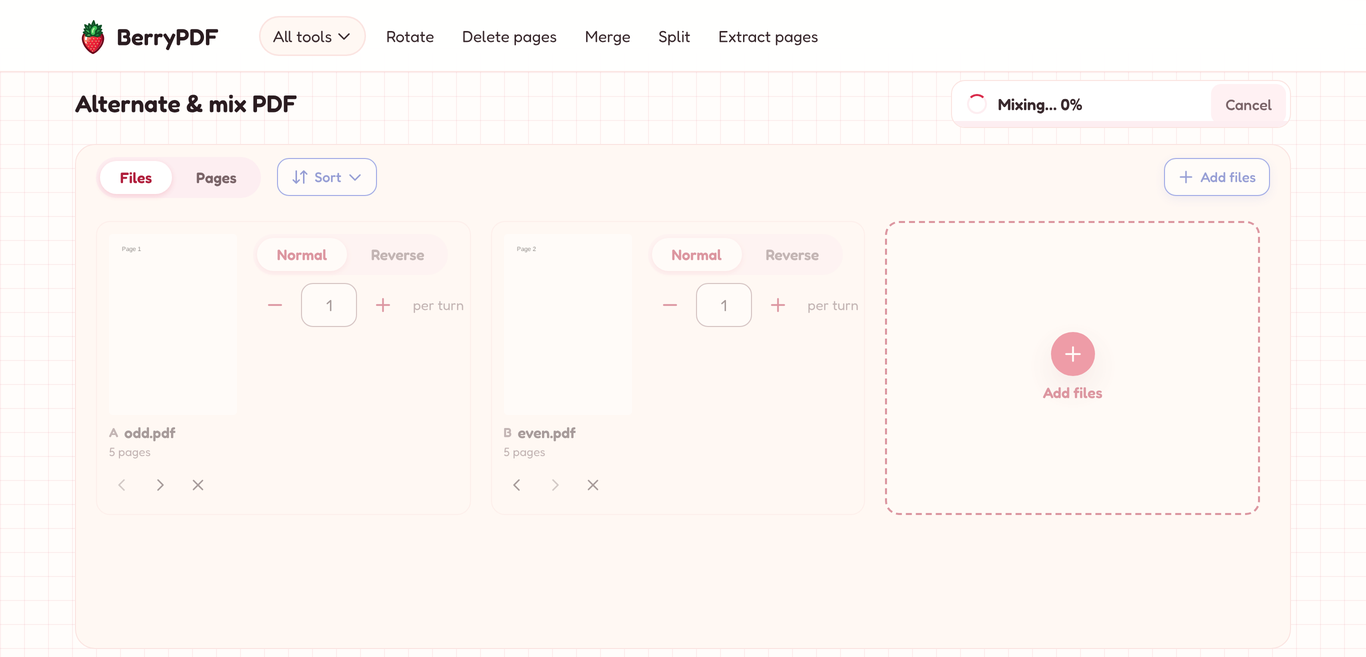 BerryPDF
All tools
Rotate
Delete pages
Merge
Split
Extract pages
Alternate & mix PDF
Mixing... 0%
Cancel
Files
Pages
Sort
Add files
Page 1
Normal
Reverse
1
per turn
A odd.pdf
5 pages
Page 2
Normal
Reverse
1
per turn
B even.pdf
5 pages
Add files